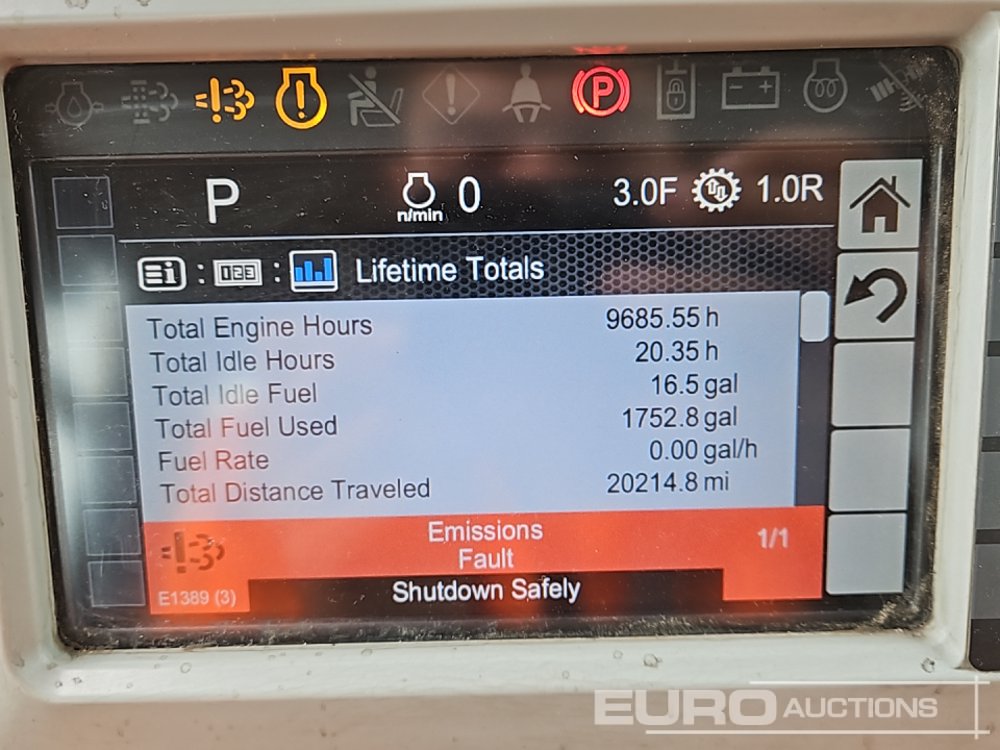 P
P n/min 0 3.0F 1.0R
123 : Lifetime Totals
Total Engine Hours 9685.55 h
Total Idle Hours 20.35 h
Total Idle Fuel 16.5 gal
Total Fuel Used 1752.8 gal
Fuel Rate 0.00 gal/h
Total Distance Traveled 20214.8 mi
Emissions
Fault
1/1
E1389 (3)
Shutdown Safely
EURO AUCTIONS